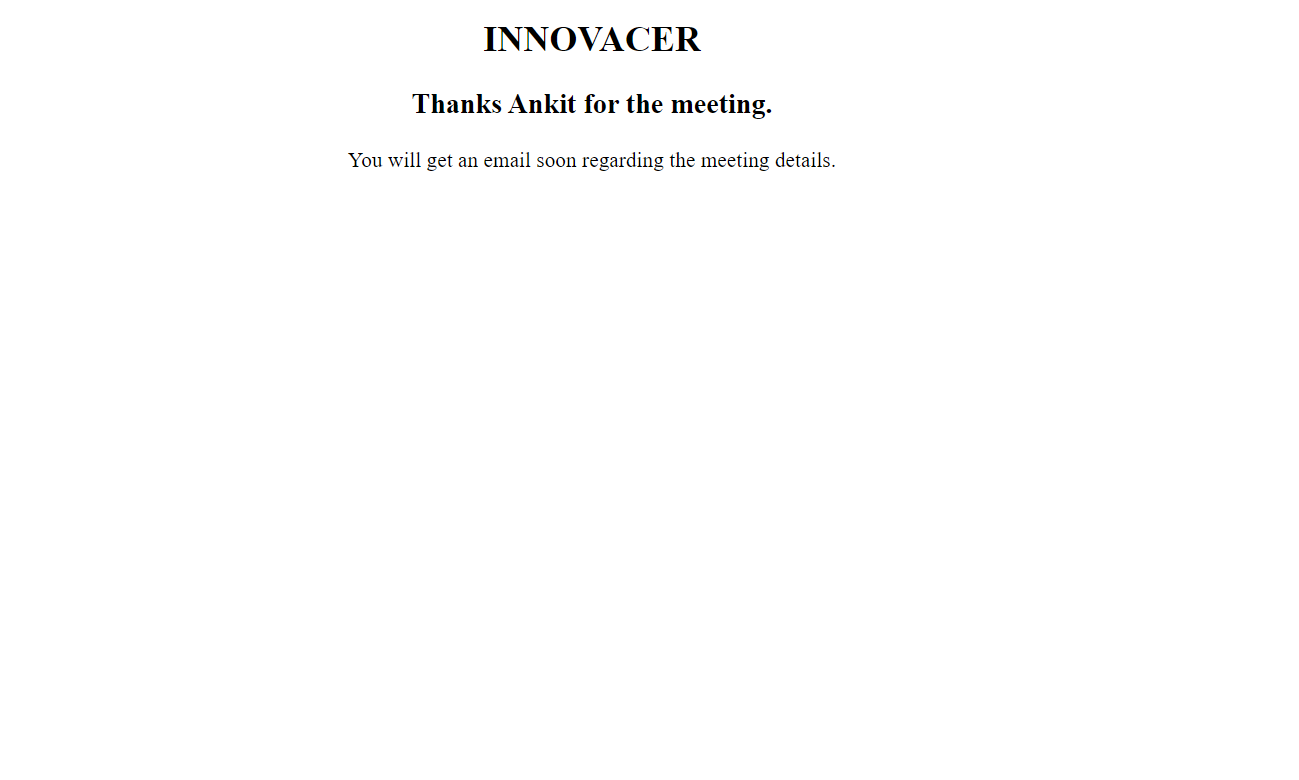 INNOVACER
Thanks Ankit for the meeting.
You will get an email soon regarding the meeting details.